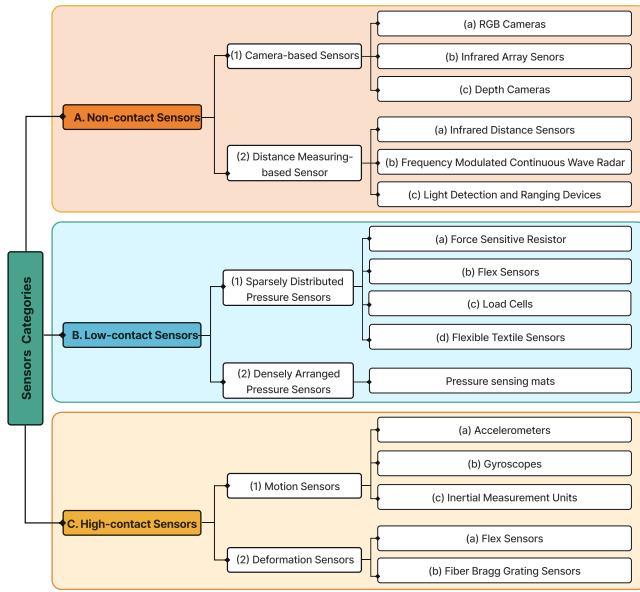 Sensors Categories
A. Non-contact Sensors
(1) Camera-based Sensors
(a) RGB Cameras
(b) Infrared Array Senors
(c) Depth Cameras
(2) Distance Measuring-
based Sensor
(a) Infrared Distance Sensors
(b) Frequency Modulated Continuous Wave Radar
(c) Light Detection and Ranging Devices
B. Low-contact Sensors
(1) Sparsely Distributed
Pressure Sensors
(a) Force Sensitive Resistor
(b) Flex Sensors
(c) Load Cells
(d) Flexible Textile Sensors
(2) Densely Arranged
Pressure Sensors
Pressure sensing mats
C. High-contact Sensors
(1) Motion Sensors
(a) Accelerometers
(b) Gyroscopes
(c) Inertial Measurement Units
(2) Deformation Sensors
(a) Flex Sensors
(b) Fiber Bragg Grating Sensors